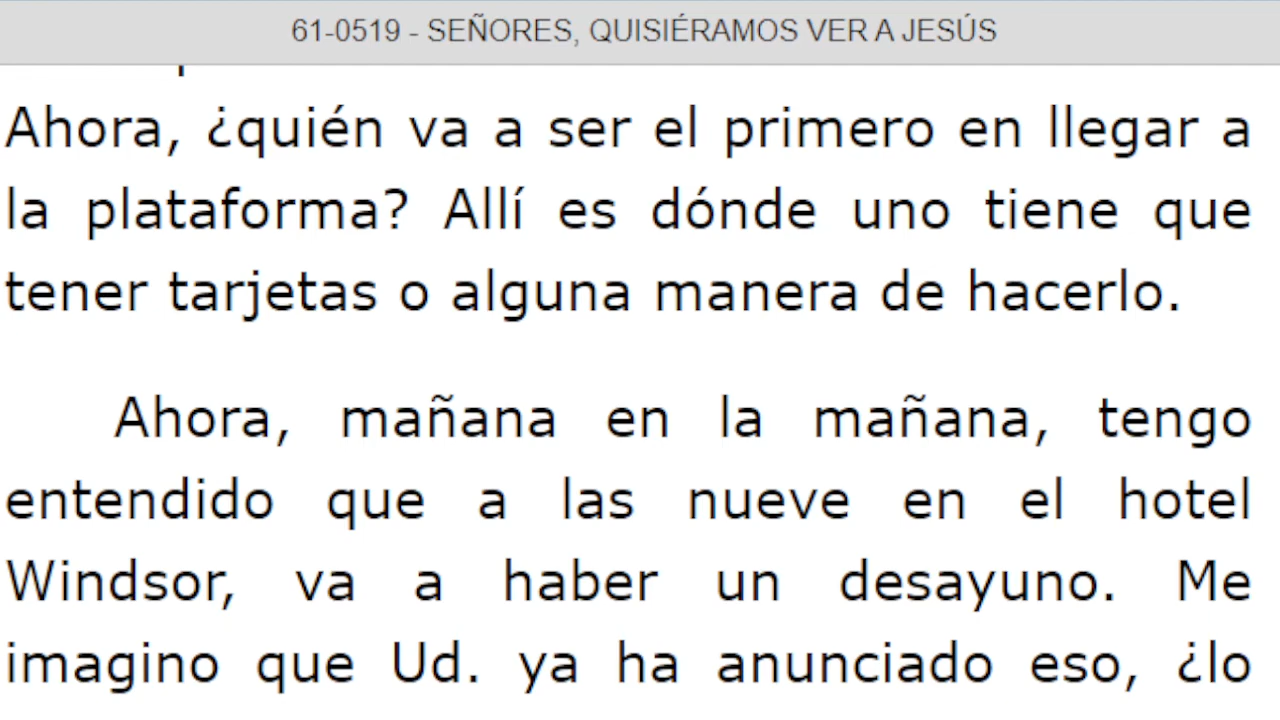 61-0519 - SEÑORES, QUISIÉRAMOS VER A JESÚS
Ahora, ¿quién va a ser el primero en llegar a
la plataforma? Allí es dónde uno tiene que
tener tarjetas o alguna manera de hacerlo.
Ahora, mañana en la mañana, tengo
entendido que a las nueve en el hotel
Windsor, va a haber un desayuno. Me
imagino que Ud. ya ha anunciado eso, ¿lo